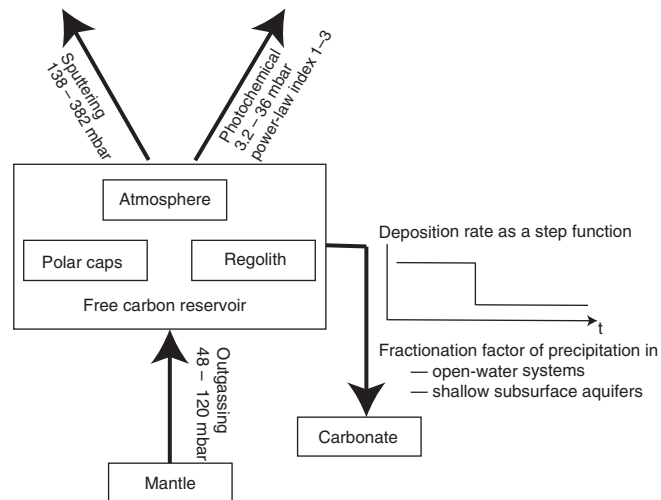 Sputtering
138 – 382 mbar
Photochemical
3.2 – 36 mbar
power-law index 1–3
Atmosphere
Polar caps
Regolith
Free carbon reservoir
Deposition rate as a step function
t
Fractionation factor of precipitation in
— open-water systems
— shallow subsurface aquifers
Outgassing
48 – 120 mbar
Carbonate
Mantle